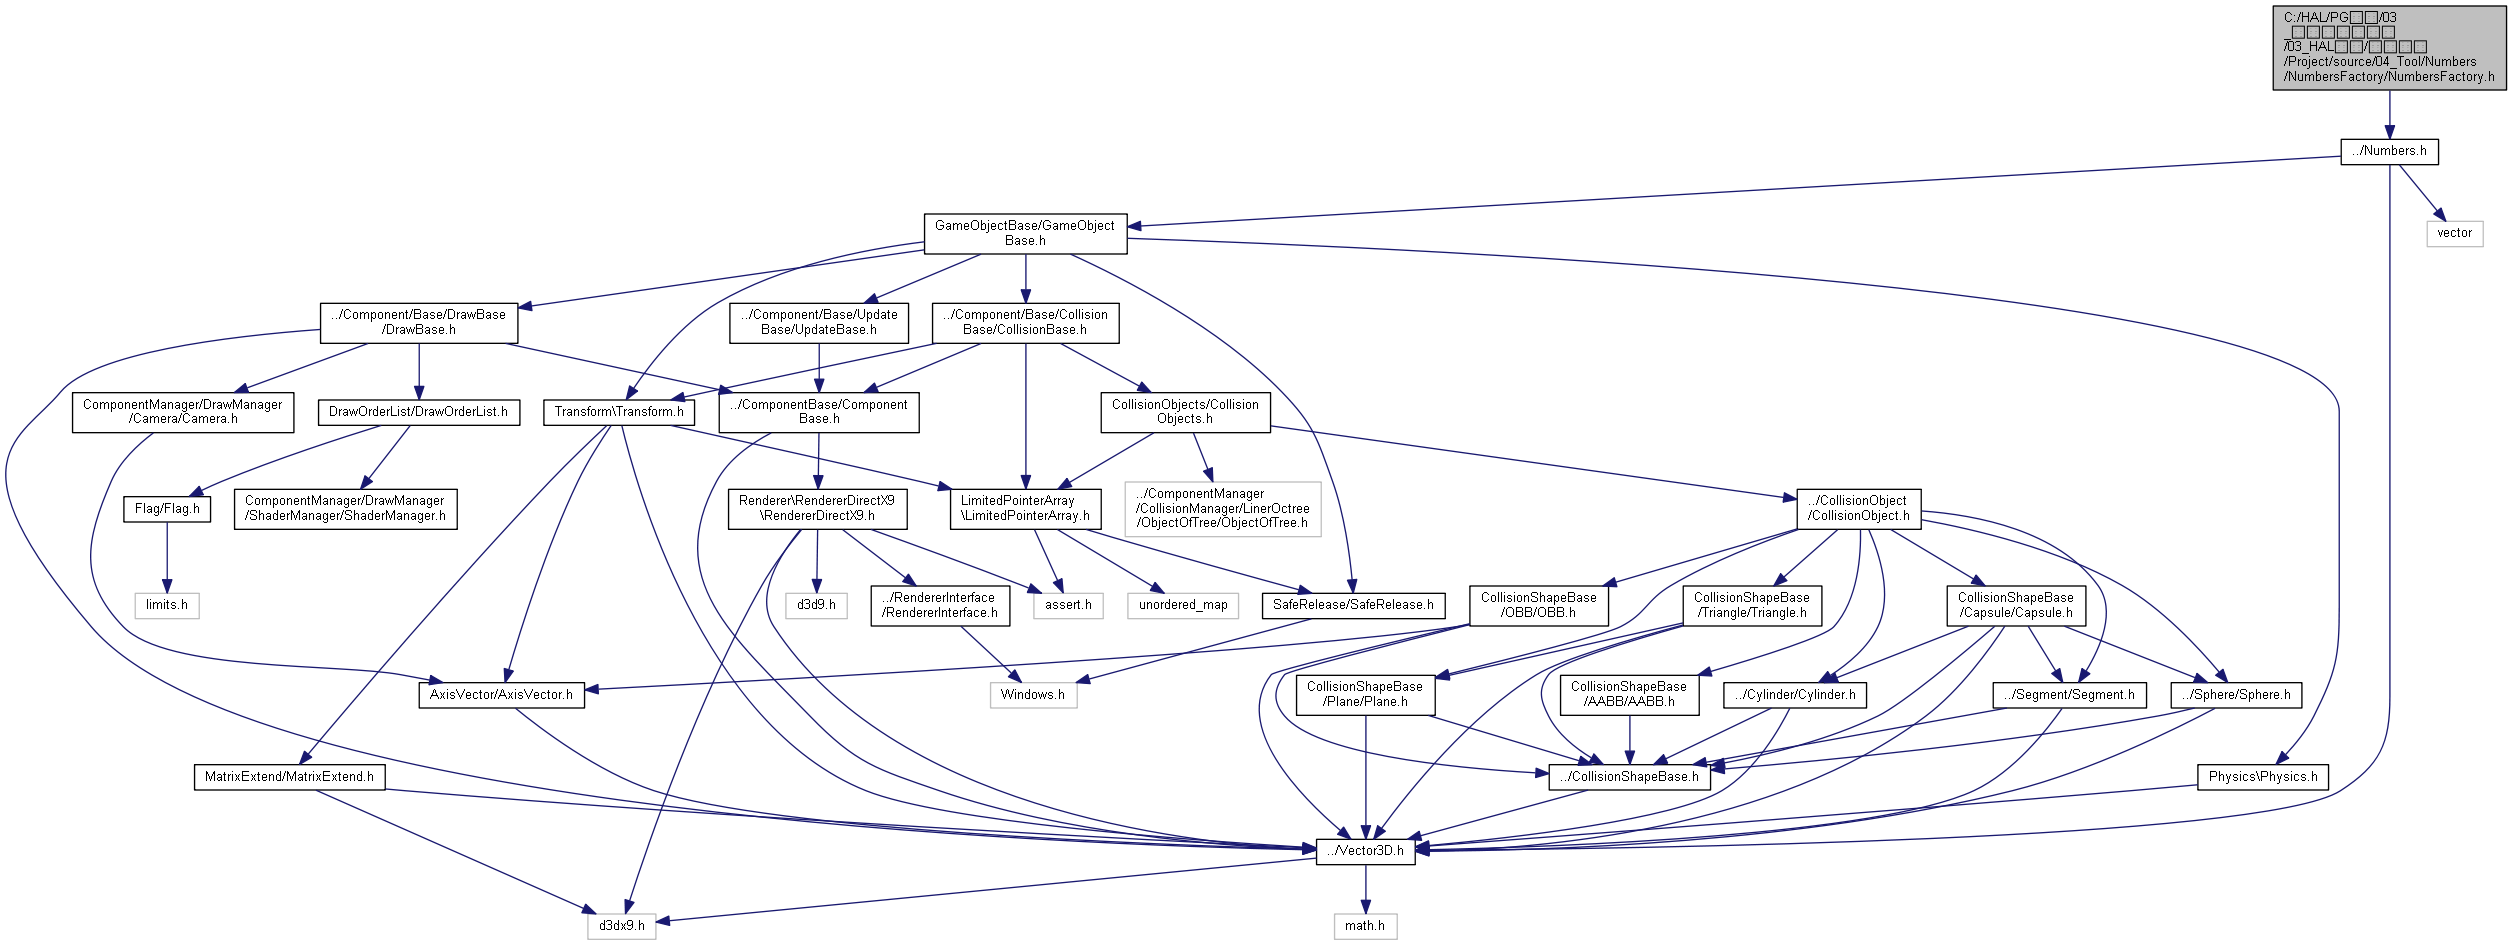 C:/HAL/PG□□/03
_□□□□□□□
/03_HAL□□/□□□□
/Project/source/04_Tool/Numbers
/NumbersFactory/NumbersFactory.h
../Numbers.h
GameObjectBase/GameObject
Base.h
vector
../Component/Base/DrawBase
/DrawBase.h
../Component/Base/Update
Base/UpdateBase.h
../Component/Base/Collision
Base/CollisionBase.h
ComponentManager/DrawManager
/Camera/Camera.h
DrawOrderList/DrawOrderList.h
Transform\Transform.h
../ComponentBase/Component
Base.h
CollisionObjects/Collision
Objects.h
Flag/Flag.h
ComponentManager/DrawManager
/ShaderManager/ShaderManager.h
Renderer\RendererDirectX9
\RendererDirectX9.h
LimitedPointerArray
\LimitedPointerArray.h
../ComponentManager
/CollisionManager/LinerOctree
/ObjectOfTree/ObjectOfTree.h
../CollisionObject
/CollisionObject.h
limits.h
d3d9.h
../RendererInterface
/RendererInterface.h
assert.h
unordered_map
SafeRelease/SafeRelease.h
CollisionShapeBase
/OBB/OBB.h
CollisionShapeBase
/Triangle/Triangle.h
CollisionShapeBase
/Capsule/Capsule.h
AxisVector/AxisVector.h
Windows.h
CollisionShapeBase
/Plane/Plane.h
CollisionShapeBase
/AABB/AABB.h
../Cylinder/Cylinder.h
../Segment/Segment.h
../Sphere/Sphere.h
MatrixExtend/MatrixExtend.h
../CollisionShapeBase.h
Physics\Physics.h
../Vector3D.h
d3dx9.h
math.h